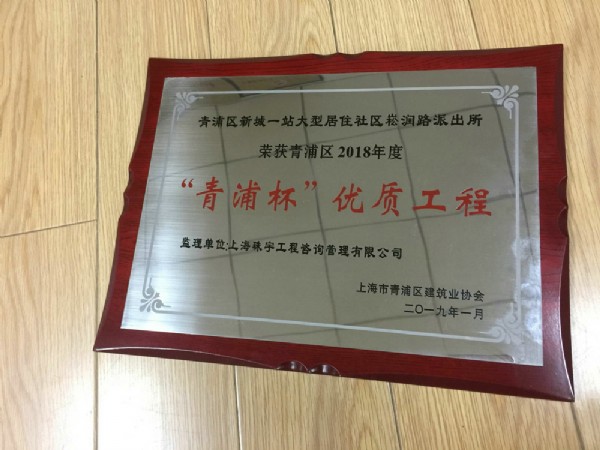 青浦区新城一站大型居住社区崧润路派出所
荣获青浦区2018年度
“青浦杯”优质工程
监理单位:上海殊宇工程咨询管理有限公司
上海市青浦区建筑业协会
二〇一九年一月